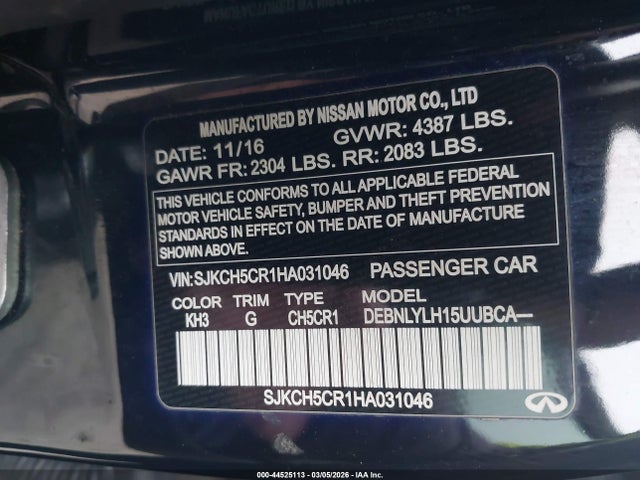 MANUFACTURED BY NISSAN MOTOR CO., LTD
DATE: 11/16 GVWR: 4387 LBS.
GAWR FR: 2304 LBS. RR: 2083 LBS.
THIS VEHICLE CONFORMS TO ALL APPLICABLE FEDERAL
MOTOR VEHICLE SAFETY, BUMPER AND THEFT PREVENTION
STANDARDS IN EFFECT ON THE DATE OF MANUFACTURE
SHOWN ABOVE.
VIN: SJKCH5CR1HA031046 PASSENGER CAR
COLOR TRIM TRANS AXLE MODEL
KH3 G CH5CR1 DEBNLYLH15UUBCA—
SJKCH5CR1HA031046
000-44525113 | 03/05/2026 - IAA Inc.